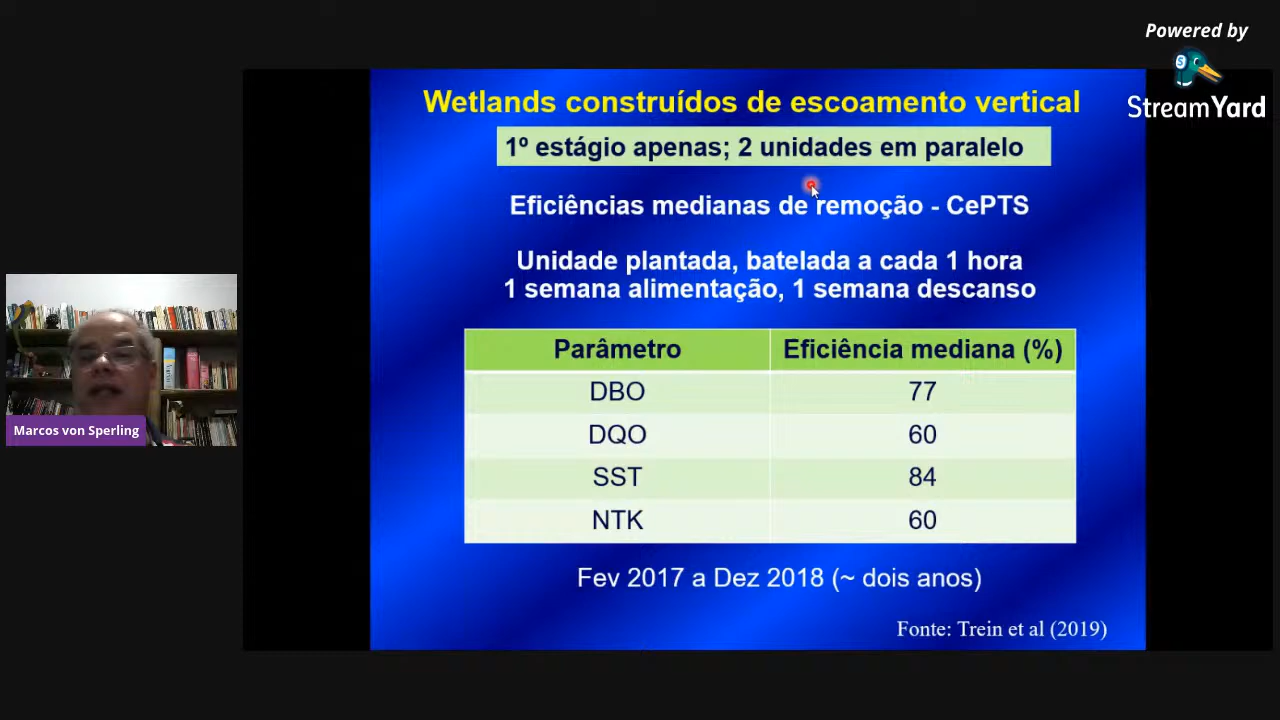 Powered by
StreamYard
Wetlands construídos de escoamento vertical
1º estágio apenas; 2 unidades em paralelo
Eficiências medianas de remoção - CePTS
Unidade plantada, batelada a cada 1 hora
1 semana alimentação, 1 semana descanso
Parâmetro Eficiência mediana (%)
DBO 77
DQO 60
SST 84
NTK 60
Fev 2017 a Dez 2018 (~ dois anos)
Fonte: Trein et al (2019)
Marcos von Sperling